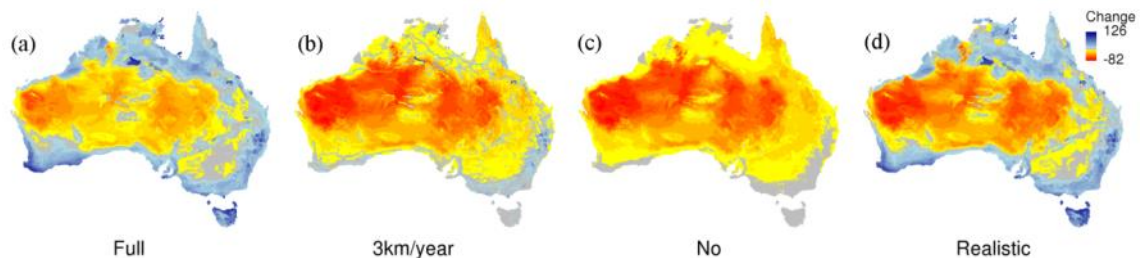 (a)
(b)
(c)
(d)
Change
126
-82
Full
3km/year
No
Realistic